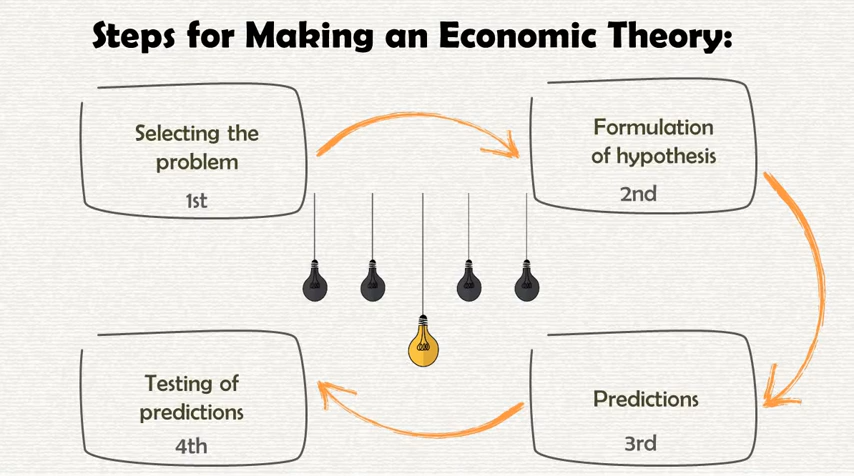 Steps for Making an Economic Theory:
Selecting the
problem
1st
Formulation
of hypothesis
2nd
Predictions
3rd
Testing of
predictions
4th